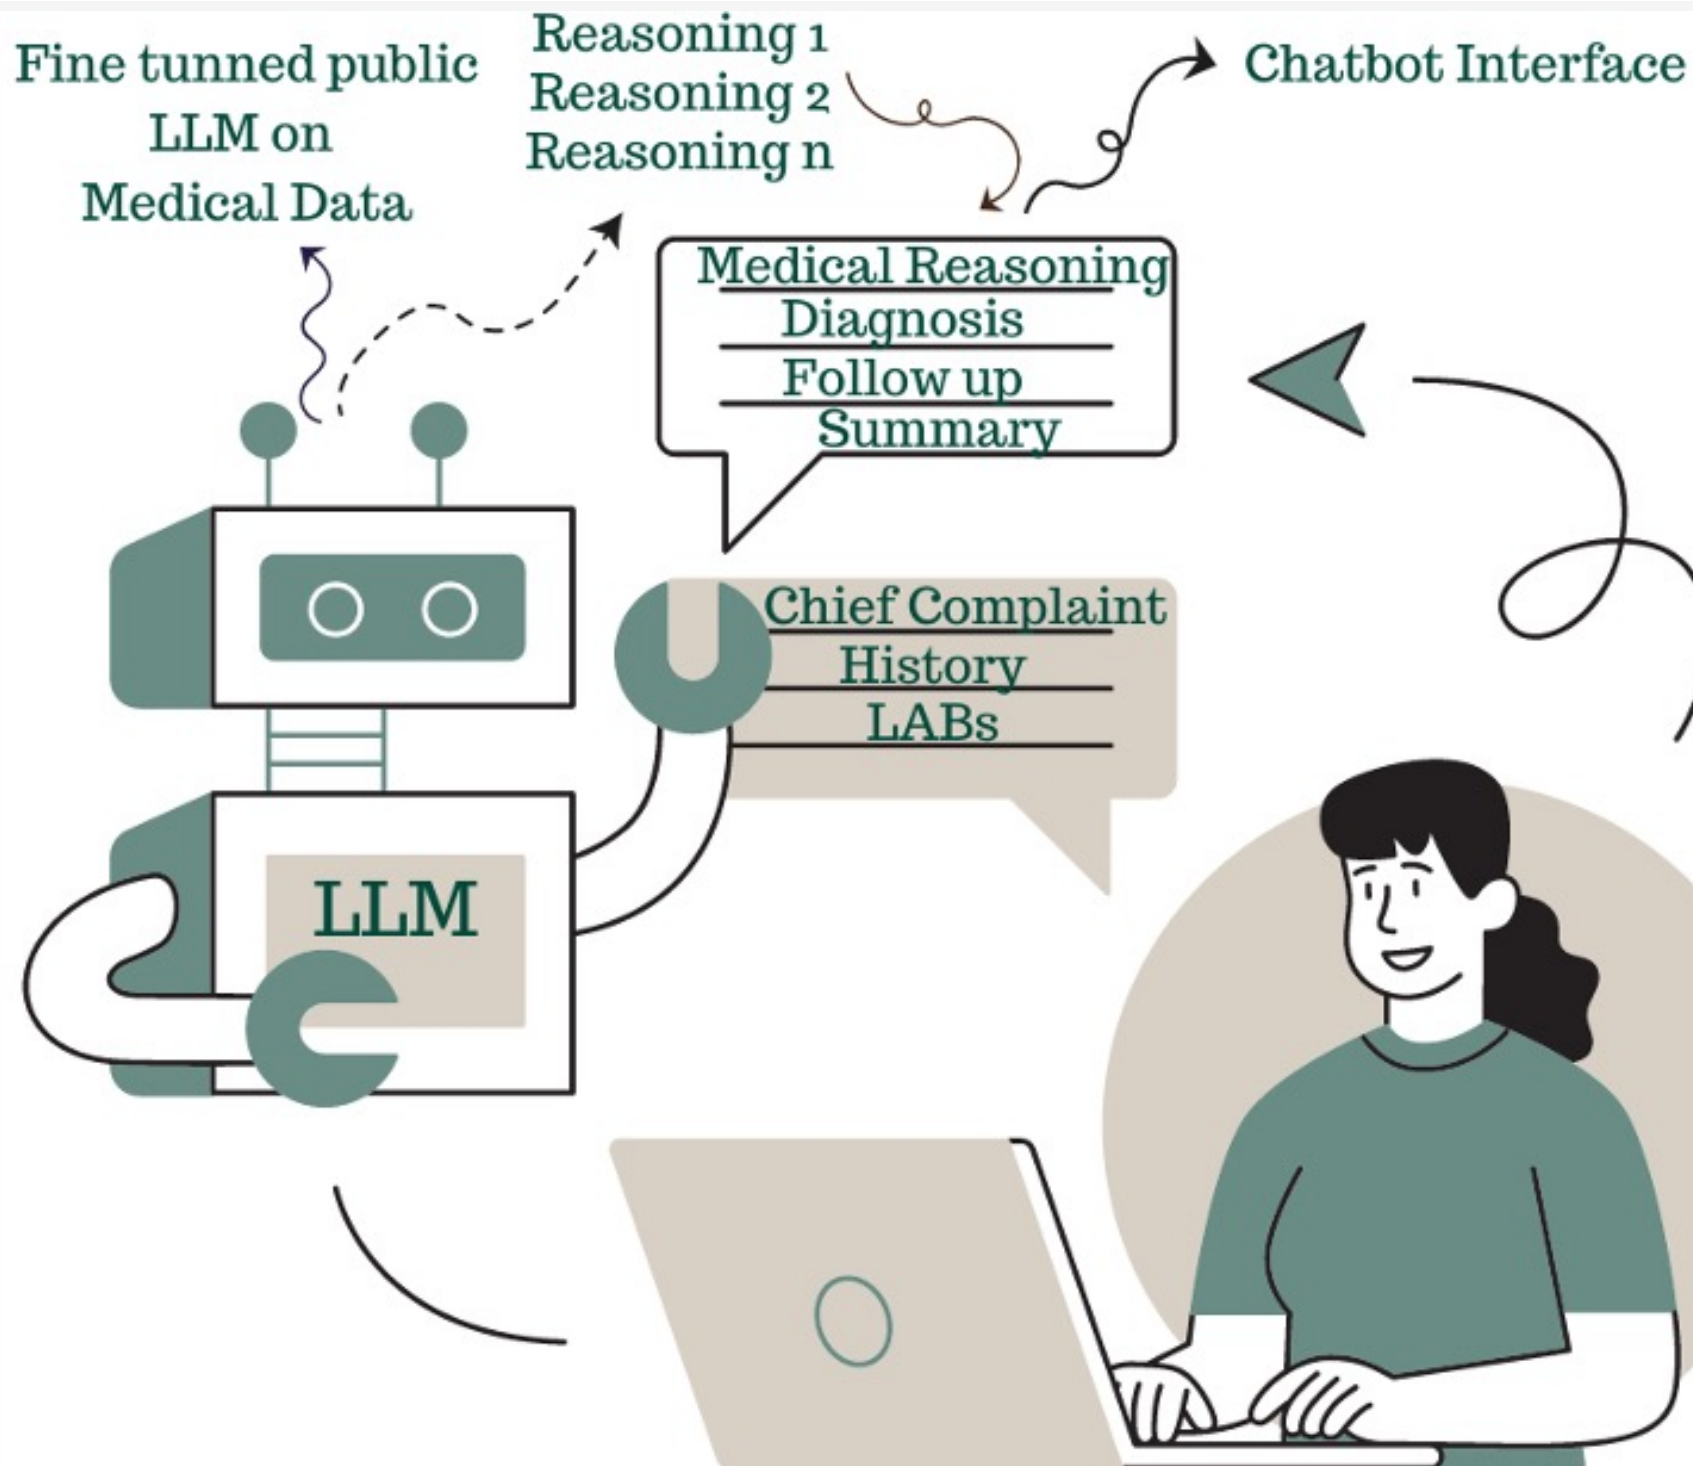 Fine tunned public
LLM on
Medical Data
Reasoning 1
Reasoning 2
Reasoning n
Chatbot Interface
Medical Reasoning
Diagnosis
Follow up
Summary
Chief Complaint
History
LABs
LLM